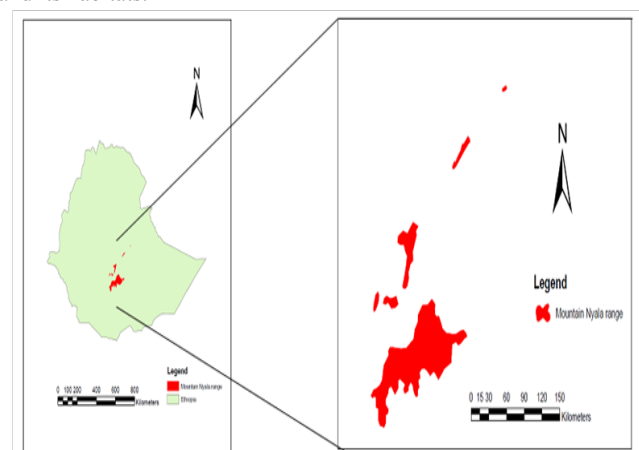 N
Legend
Mountain Nyala range
Ethiopia
0 100 200 400 600 800
Kilometers
N
Legend
Mountain Nyala range
0 15 30 60 90 120 150
Kilometers